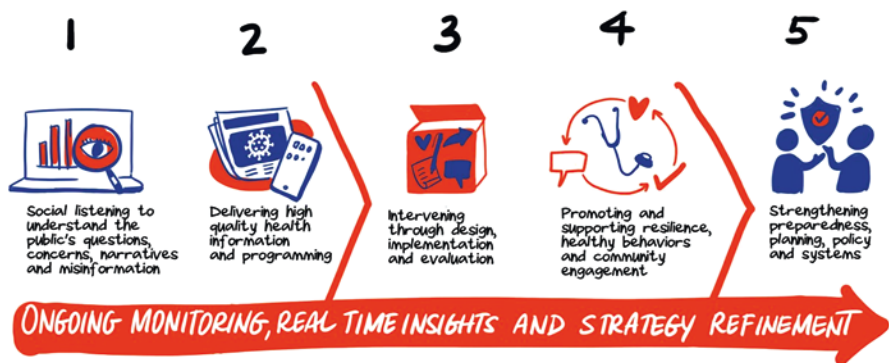 1
2
3
4
5
Social listening to
understand the
public's questions,
concerns, narratives
and misinformation
Delivering high
quality health
information
and programming
Intervening
through design,
implementation
and evaluation
Promoting and
supporting resilience,
healthy behaviors
and community
engagement
Strengthening
preparedness,
planning, policy
and systems
ONGOING MONITORING, REAL TIME INSIGHTS AND STRATEGY REFINEMENT